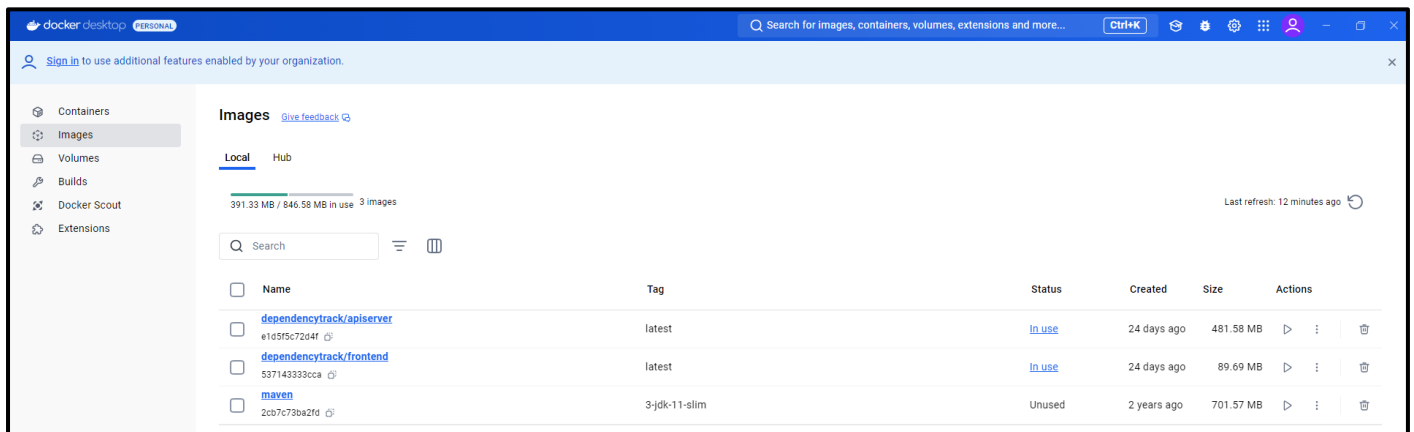 docker desktop PERSONAL Search for images, containers, volumes, extensions and more... Ctrl+K
Sign in to use additional features enabled by your organization.
Containers
Images
Volumes
Builds
Docker Scout
Extensions
Images Give feedback
Local Hub
391.33 MB / 846.58 MB in use 3 images Last refresh: 12 minutes ago
Search
Name Tag Status Created Size Actions
dependencytrack/apiserver
e1d5f5c72d4f latest In use 24 days ago 481.58 MB
dependencytrack/frontend
537143333cca latest In use 24 days ago 89.69 MB
maven
2cb7c73ba2fd 3-jdk-11-slim Unused 2 years ago 701.57 MB